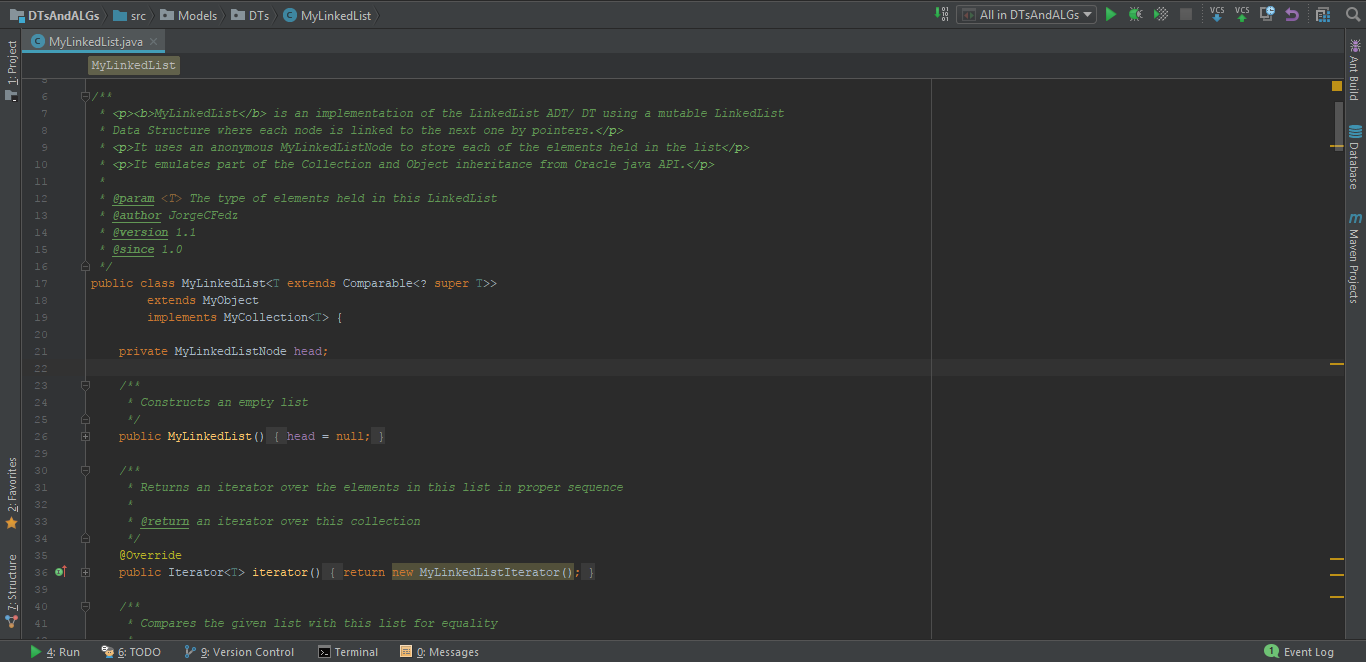 DTsAndALGs src Models DTs MyLinkedList
All in DTsAndALGs VCS VCS
MyLinkedList.java
MyLinkedList
1: Project
2: Favorites
7: Structure
5
6 /**
7 * <p><b>MyLinkedList</b> is an implementation of the LinkedList ADT/ DT using a mutable LinkedList
8 * Data Structure where each node is linked to the next one by pointers.</p>
9 * <p>It uses an anonymous MyLinkedListNode to store each of the elements held in the list</p>
10 * <p>It emulates part of the Collection and Object inheritance from Oracle java API.</p>
11 *
12 * @param <T> The type of elements held in this LinkedList
13 * @author JorgeCFedz
14 * @version 1.1
15 * @since 1.0
16 */
17 public class MyLinkedList<T extends Comparable<? super T>>
18 extends MyObject
19 implements MyCollection<T> {
20
21 private MyLinkedListNode head;
22
23 /**
24 * Constructs an empty list
25 */
26 public MyLinkedList() { head = null; }
29
30 /**
31 * Returns an iterator over the elements in this list in proper sequence
32 *
33 * @return an iterator over this collection
34 */
35 @Override
36 public Iterator<T> iterator() { return new MyLinkedListIterator(); }
39
40 /**
41 * Compares the given list with this list for equality
Ant Build
Database
m Maven Projects
4: Run 6: TODO 9: Version Control Terminal 0: Messages 1 Event Log